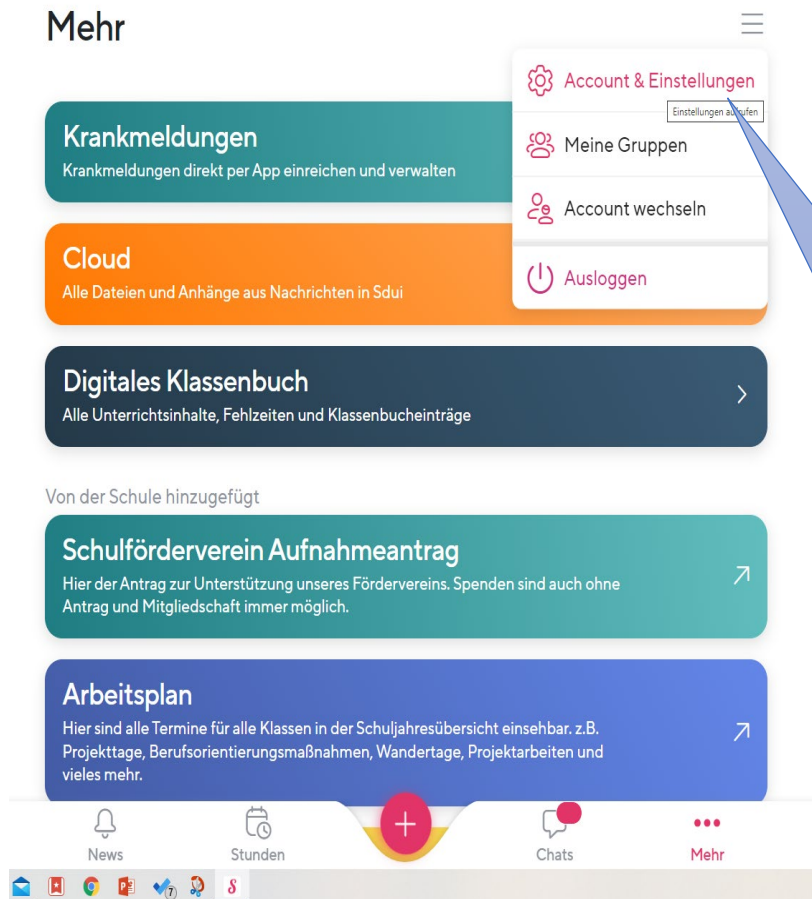 Mehr
Account & Einstellungen
Einstellungen aufrufen
Meine Gruppen
Account wechseln
Ausloggen
Krankmeldungen
Krankmeldungen direkt per App einreichen und verwalten
Cloud
Alle Dateien und Anhänge aus Nachrichten in Sdui
Digitales Klassenbuch
Alle Unterrichtsinhalte, Fehlzeiten und Klassenbucheinträge
Von der Schule hinzugefügt
Schulförderverein Aufnahmeantrag
Hier der Antrag zur Unterstützung unseres Fördervereins. Spenden sind auch ohne
Antrag und Mitgliedschaft immer möglich.
Arbeitsplan
Hier sind alle Termine für alle Klassen in der Schuljahresübersicht einsehbar. z.B.
Projekttage, Berufsorientierungsmaßnahmen, Wandertage, Projektarbeiten und
vieles mehr.
News
Stunden
Chats
Mehr
7